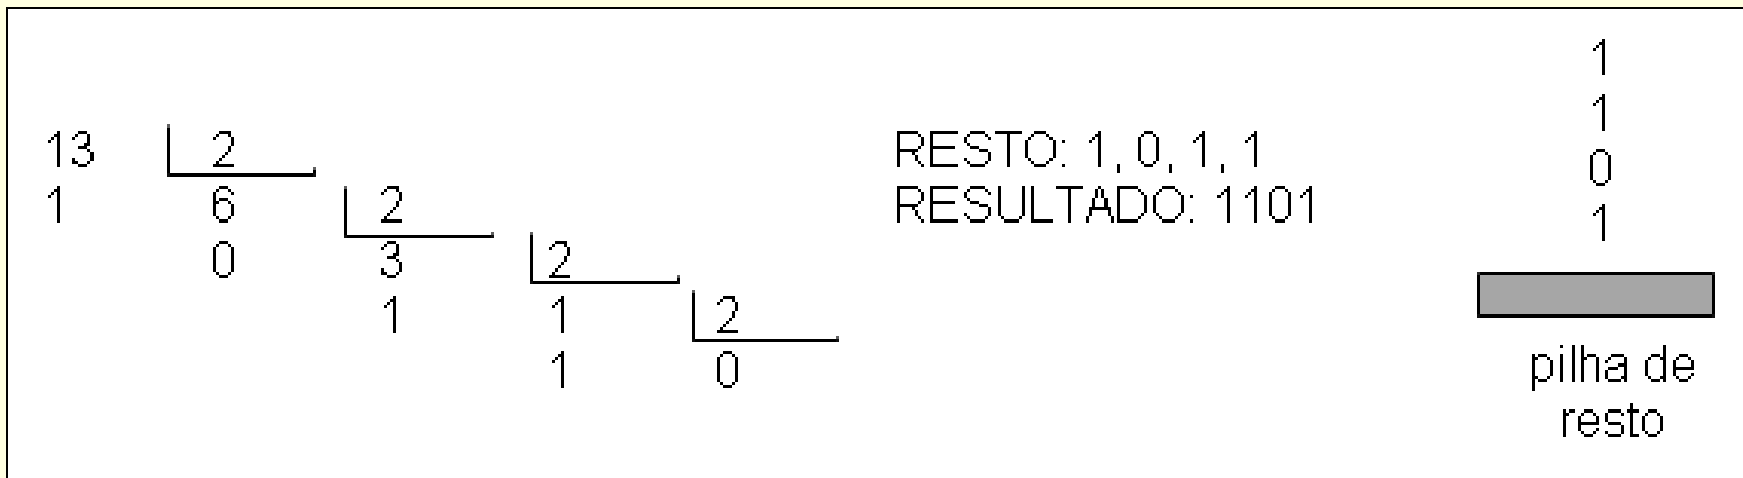 13 2
1 6 2
0 3 2
1 1 2
1 0
RESTO: 1, 0, 1, 1
RESULTADO: 1101
1
1
0
1
pilha de
resto